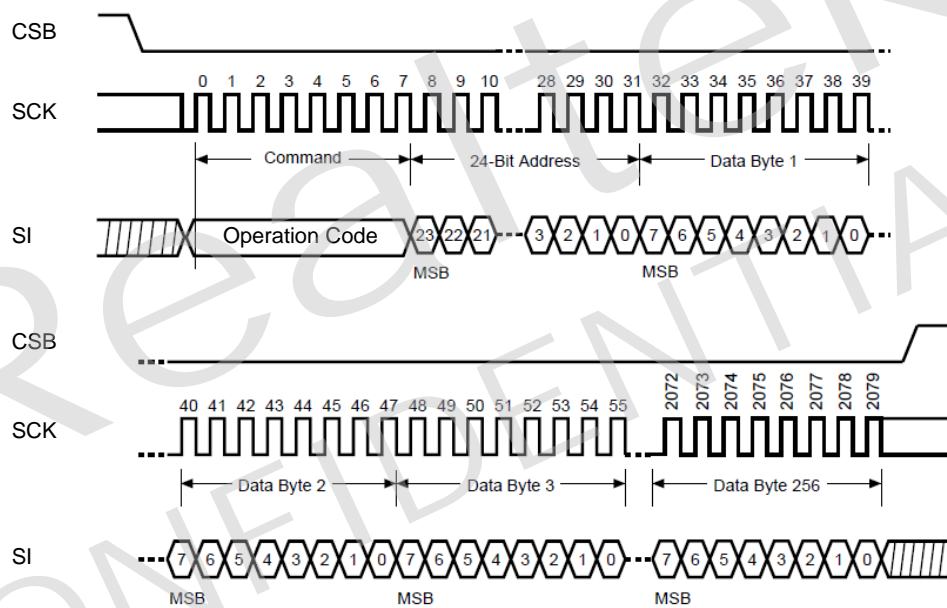 CSB
0 1 2 3 4 5 6 7 8 9 10 28 29 30 31 32 33 34 35 36 37 38 39
SCK
Command 24-Bit Address Data Byte 1
SI Operation Code 23 22 21 3 2 1 0 7 6 5 4 3 2 1 0
MSB MSB
CSB
40 41 42 43 44 45 46 47 48 49 50 51 52 53 54 55 2072 2073 2074 2075 2076 2077 2078 2079
SCK
Data Byte 2 Data Byte 3 Data Byte 256
SI 7 6 5 4 3 2 1 0 7 6 5 4 3 2 1 0 7 6 5 4 3 2 1 0
MSB MSB MSB